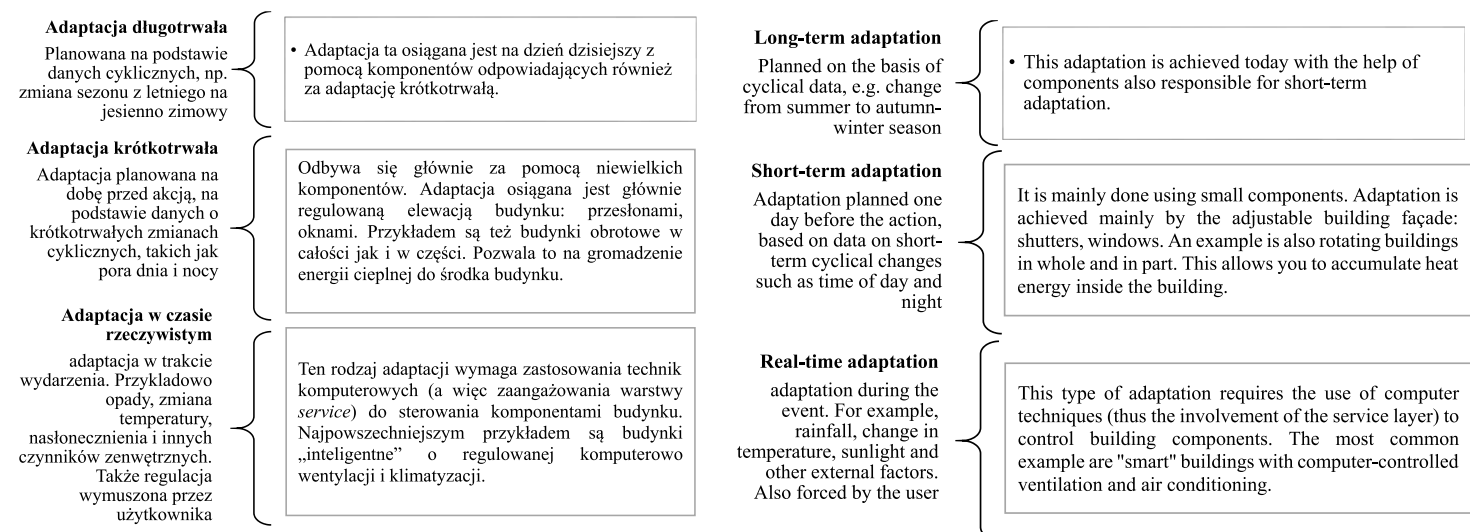 Adaptacja długotrwała
Planowana na podstawie
danych cyklicznych, np.
zmiana sezonu z letniego na
jesienno zimowy
• Adaptacja ta osiągana jest na dzień dzisiejszy z
pomocą komponentów odpowiadających również
za adaptację krótkotrwałą.
Adaptacja krótkotrwała
Adaptacja planowana na
dobę przed akcją, na
podstawie danych o
krótkotrwałych zmianach
cyklicznych, takich jak
pora dnia i nocy
Odbywa się głównie za pomocą niewielkich
komponentów. Adaptacja osiągana jest głównie
regulowaną elewacją budynku: przesłonami,
oknami. Przykładem są też budynki obrotowe w
całości jak i w części. Pozwala to na gromadzenie
energii cieplnej do środka budynku.
Adaptacja w czasie
rzeczywistym
adaptacja w trakcie
wydarzenia. Przykladowo
opady, zmiana
temperatury,
nasłonecznienia i innych
czynników zenwętrznych.
Także regulacja
wymuszona przez
użytkownika
Ten rodzaj adaptacji wymaga zastosowania technik
komputerowych (a więc zaangażowania warstwy
service) do sterowania komponentami budynku.
Najpowszechniejszym przykładem są budynki
„inteligentne” o regulowanej komputerowo
wentylacji i klimatyzacji.
Long-term adaptation
Planned on the basis of
cyclical data, e.g. change
from summer to autumn-
winter season
• This adaptation is achieved today with the help of
components also responsible for short-term
adaptation.
Short-term adaptation
Adaptation planned one
day before the action,
based on data on short-
term cyclical changes
such as time of day and
night
It is mainly done using small components. Adaptation is
achieved mainly by the adjustable building façade:
shutters, windows. An example is also rotating buildings
in whole and in part. This allows you to accumulate heat
energy inside the building.
Real-time adaptation
adaptation during the
event. For example,
rainfall, change in
temperature, sunlight and
other external factors.
Also forced by the user
This type of adaptation requires the use of computer
techniques (thus the involvement of the service layer) to
control building components. The most common
example are "smart" buildings with computer-controlled
ventilation and air conditioning.